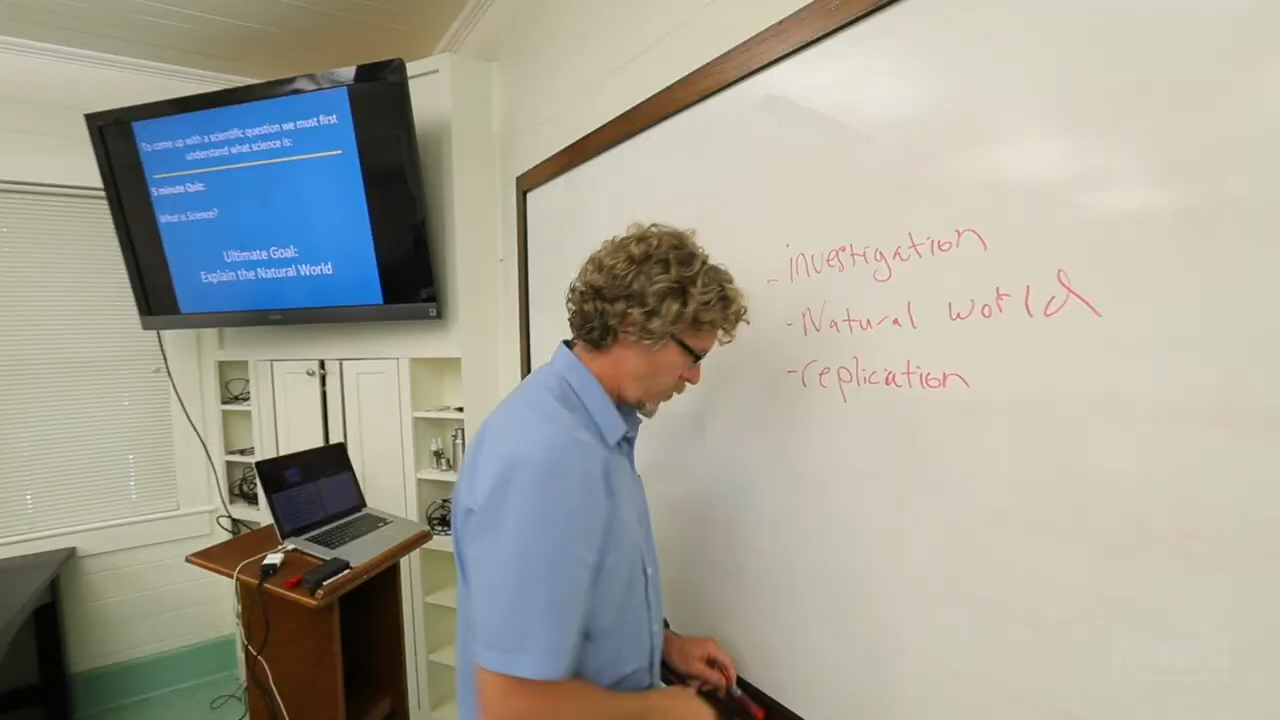 To come up with a scientific question we must first
understand what science is:
5 minute Quiz:
What is Science?
Ultimate Goal:
Explain the Natural World
- investigation
- Natural world
- repliciation